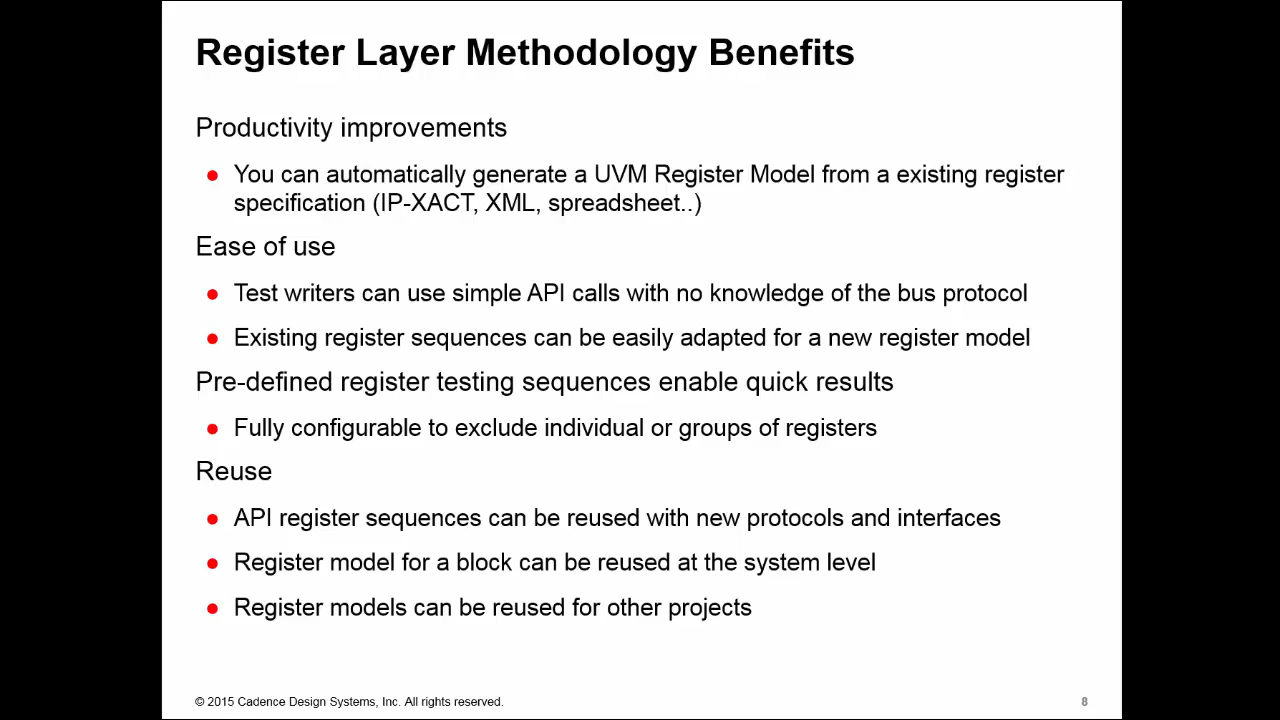 Register Layer Methodology Benefits
Productivity improvements
● You can automatically generate a UVM Register Model from a existing register
specification (IP-XACT, XML, spreadsheet..)
Ease of use
● Test writers can use simple API calls with no knowledge of the bus protocol
● Existing register sequences can be easily adapted for a new register model
Pre-defined register testing sequences enable quick results
● Fully configurable to exclude individual or groups of registers
Reuse
● API register sequences can be reused with new protocols and interfaces
● Register model for a block can be reused at the system level
● Register models can be reused for other projects
© 2015 Cadence Design Systems, Inc. All rights reserved.
8